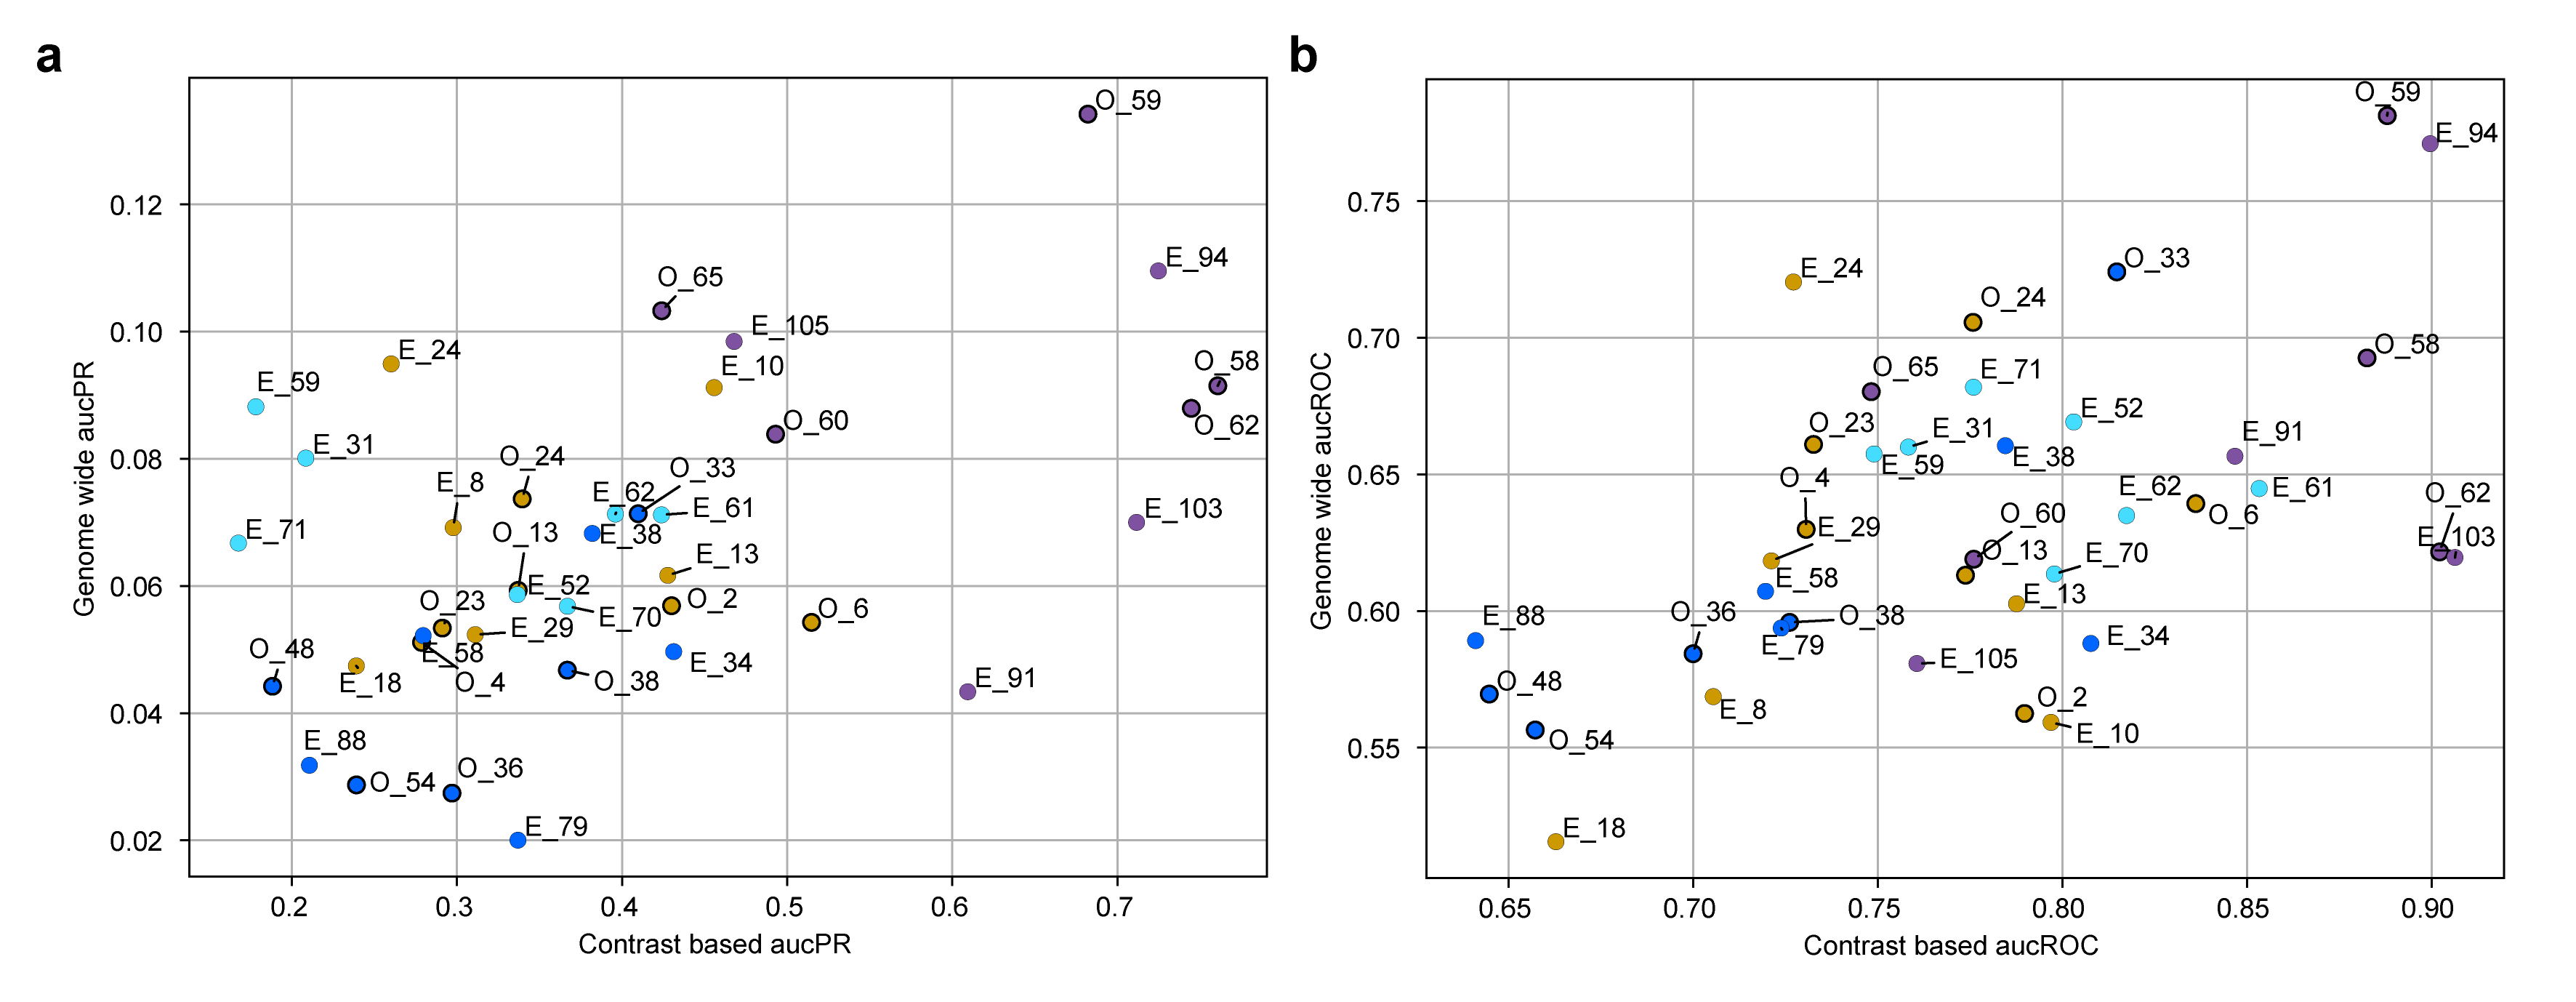 a
O_59
0.12
E_94
O_65
0.10
E_105
E_24
O_58
E_10
E_59
O_60
O_62
0.08
E_31
O_24
O_33
E_8
E_62
E_61
E_103
E_71
O_13
E_38
E_13
0.06
E_52
O_23
O_2
O_6
E_70
E_29
O_48
E_58
E_34
E_18
O_4
O_38
E_91
0.04
E_88
O_36
O_54
E_79
0.02
0.2 0.3 0.4 0.5 0.6 0.7
Contrast based aucPR
Genome wide aucPR
b
O_59
E_94
0.75
O_33
E_24
O_24
0.70
O_58
O_65
E_71
E_52
O_23
E_31
E_91
E_59
E_38
0.65
O_4
E_62
E_61
O_62
O_6
O_60
E_29
E_103
O_13
E_70
E_58
E_13
0.60
O_36
E_88
O_38
E_79
E_34
E_105
O_48
O_2
E_8
O_54
E_10
0.55
E_18
0.65 0.70 0.75 0.80 0.85 0.90
Contrast based aucROC
Genome wide aucROC